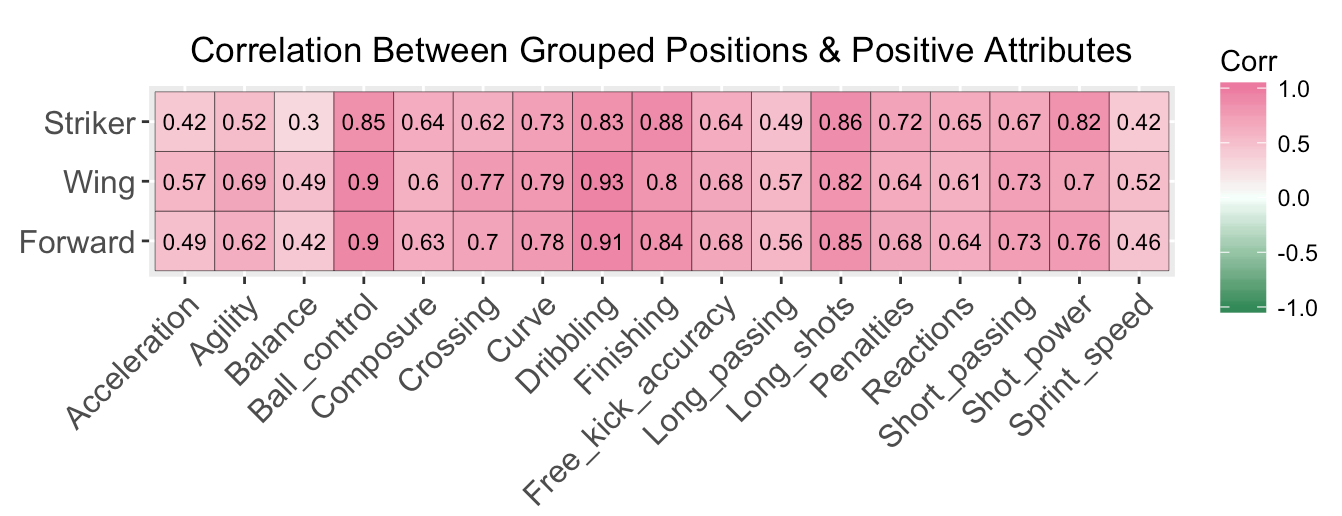 Correlation Between Grouped Positions & Positive Attributes
Striker 0.42 0.52 0.3 0.85 0.64 0.62 0.73 0.83 0.88 0.64 0.49 0.86 0.72 0.65 0.67 0.82 0.42
Wing 0.57 0.69 0.49 0.9 0.6 0.77 0.79 0.93 0.8 0.68 0.57 0.82 0.64 0.61 0.73 0.7 0.52
Forward 0.49 0.62 0.42 0.9 0.63 0.7 0.78 0.91 0.84 0.68 0.56 0.85 0.68 0.64 0.73 0.76 0.46
Acceleration
Agility
Balance
Ball_control
Composure
Crossing
Curve
Dribbling
Finishing
Free_kick_accuracy
Long_passing
Long_shots
Penalties
Reactions
Short_passing
Shot_power
Sprint_speed
Corr
1.0
0.5
0.0
-0.5
-1.0